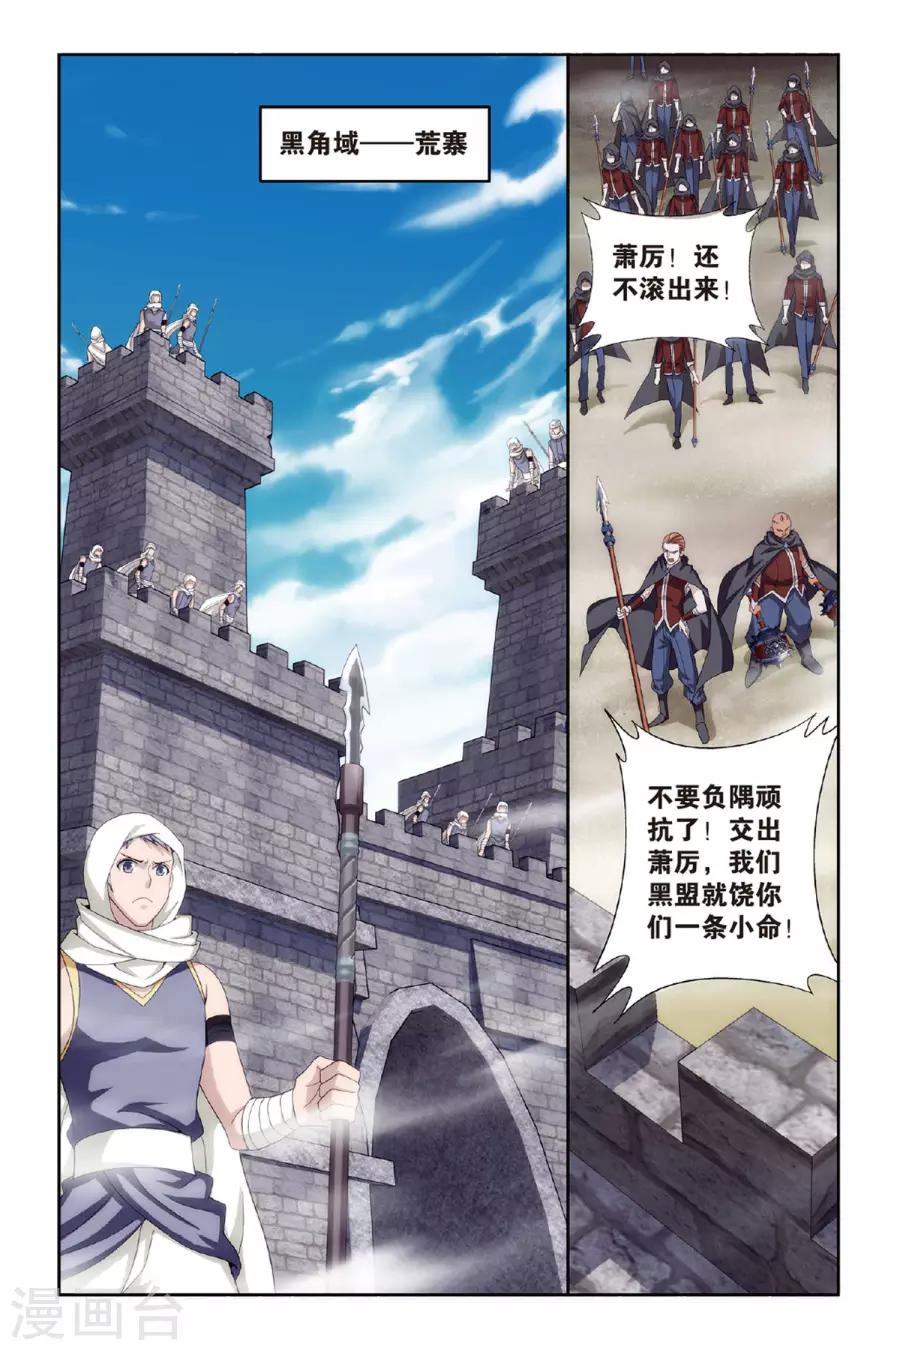 黑角域——荒寨
萧厉！还
不滚出来！
不要负隅顽
抗了！交出
萧厉，我们
黑盟就饶你
们一条小命！
漫画台